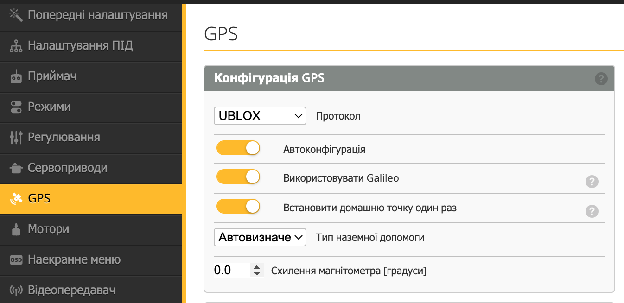 Попередні налаштування
Налаштування ПІД
Приймач
Режими
Регулювання
Сервоприводи
GPS
Мотори
Наекранне меню
Відеопередавач
GPS
Конфігурація GPS
UBLOX Протокол
Автоконфігурація
Використовувати Galileo
Встановити домашню точку один раз
Автовизначе Тип наземної допомоги
0.0 Схилення магнітометра [градуси]